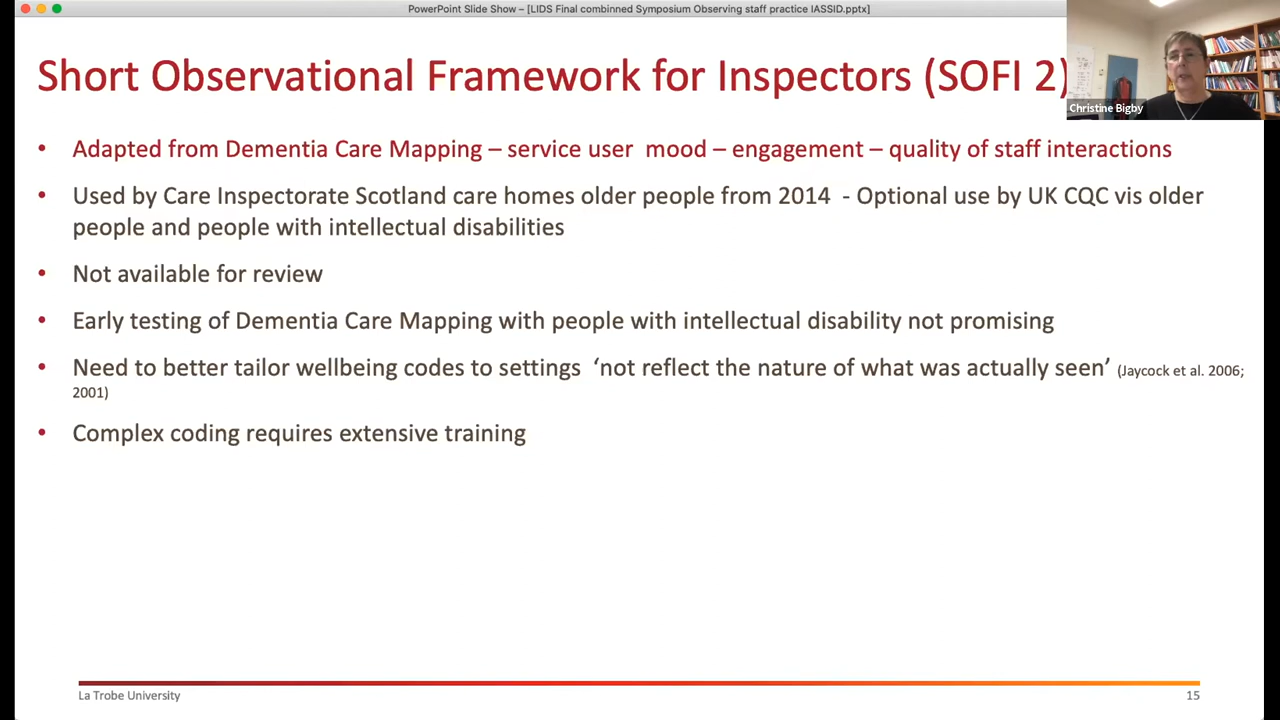 PowerPoint Slide Show – [LIDS Final combinned Symposium Observing staff practice IASSID.pptx]
Short Observational Framework for Inspectors (SOFI 2)
Christine Bigby
• Adapted from Dementia Care Mapping – service user mood – engagement – quality of staff interactions
• Used by Care Inspectorate Scotland care homes older people from 2014 - Optional use by UK CQC vis older
people and people with intellectual disabilities
• Not available for review
• Early testing of Dementia Care Mapping with people with intellectual disability not promising
• Need to better tailor wellbeing codes to settings ‘not reflect the nature of what was actually seen’ (Jaycock et al. 2006;
2001)
• Complex coding requires extensive training
La Trobe University
15